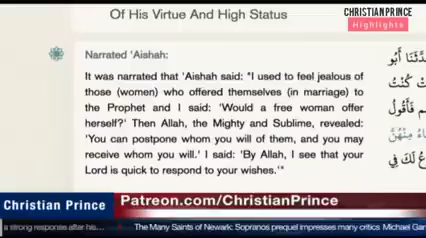 Of His Virtue And High Status
CHRISTIANPRINCE
Highlights
Narrated 'Aishah:
It was narrated that 'Aishah said: "I used to feel jealous of
those (women) who offered themselves (in marriage) to
the Prophet and I said: 'Would a free woman offer
herself?' Then Allah, the Mighty and Sublime, revealed:
'You can postpone whom you will of them, and you may
receive whom you will.' I said: 'By Allah, I see that your
Lord is quick to respond to your wishes.'"
دَّثَنَا أَبُو
كُنْتُ
فَأَقُولُ
لَكَ فِي
Christian Prince
Patreon.com/ChristianPrince
a strong response after his...
The Many Saints of Newark: Sopranos prequel impresses many critics
Michael Gar